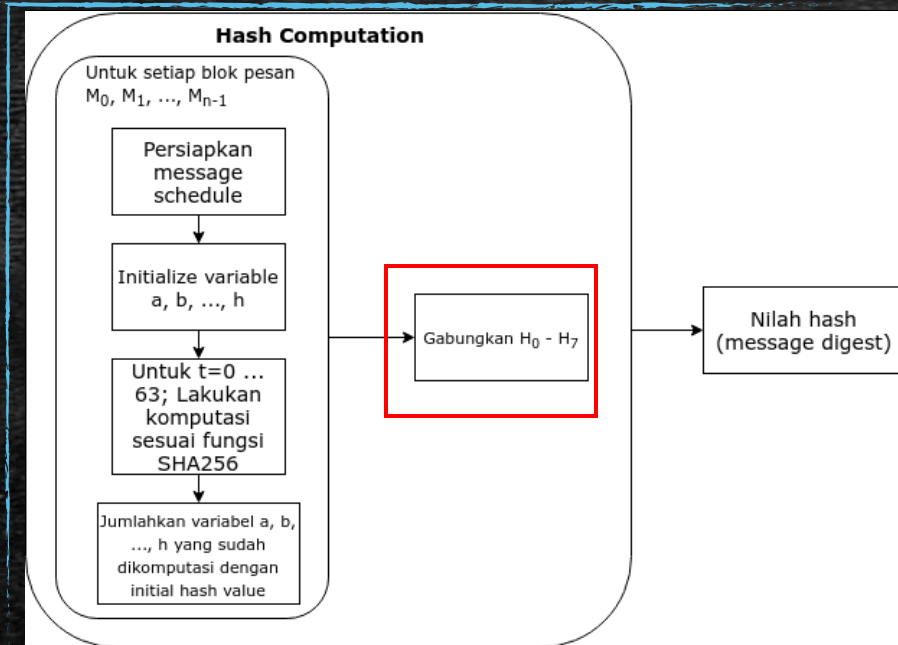 Hash Computation
Untuk setiap blok pesan
M₀, M₁, ..., Mₙ₋₁
Persiapkan
message
schedule
Initialize variable
a, b, ..., h
Untuk t=0 ...
63; Lakukan
komputasi
sesuai fungsi
SHA256
Jumlahkan variabel a, b,
..., h yang sudah
dikomputasi dengan
initial hash value
Gabungkan H₀ - H₇
Nilah hash
(message digest)